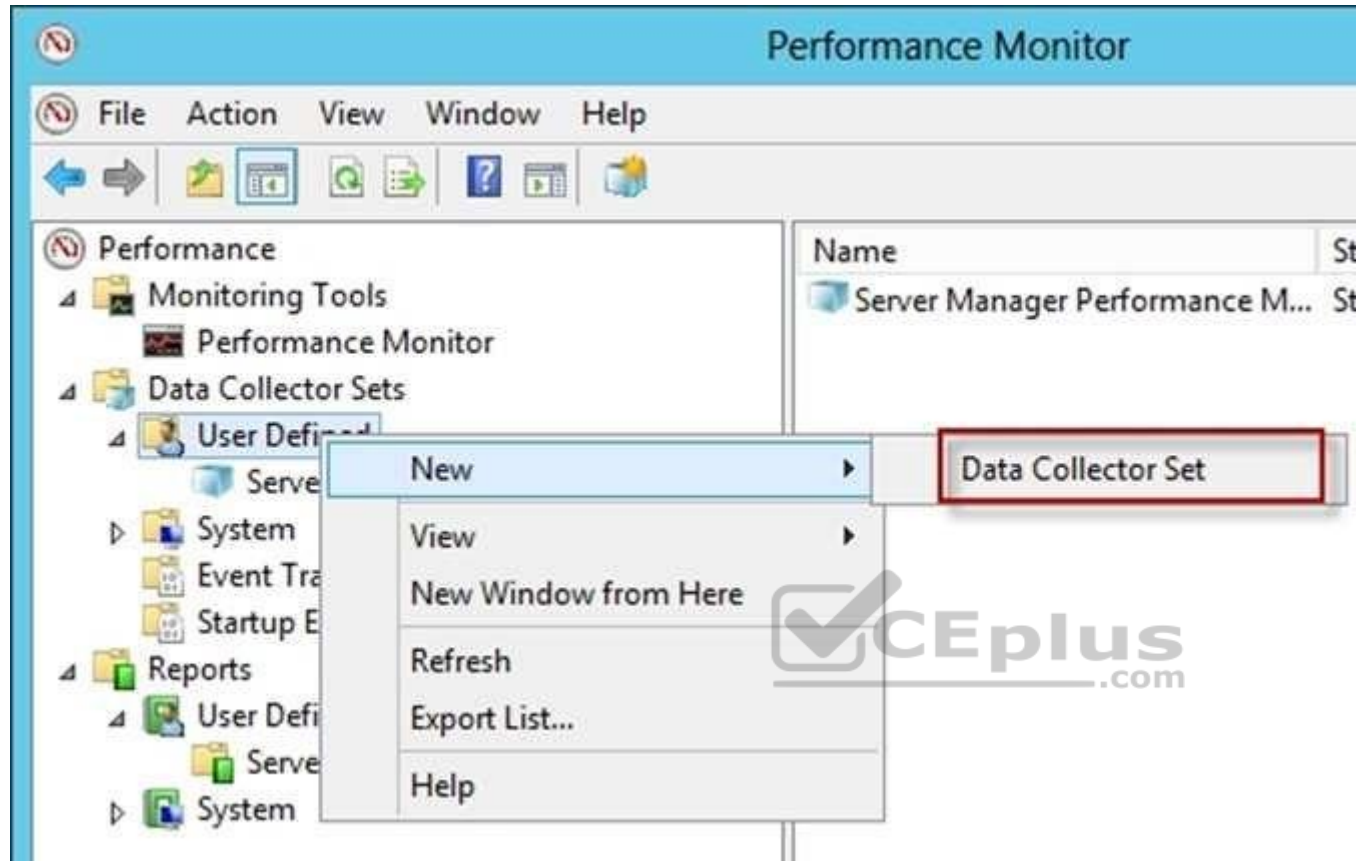 Performance Monitor
File Action View Window Help
Performance
Monitoring Tools
Performance Monitor
Data Collector Sets
User Defined
Serve
System
Event Tra
Startup E
Reports
User Defi
Serve
System
Name St
Server Manager Performance M... St
New
View
New Window from Here
Refresh
Export List...
Help
Data Collector Set
CEplus
.com